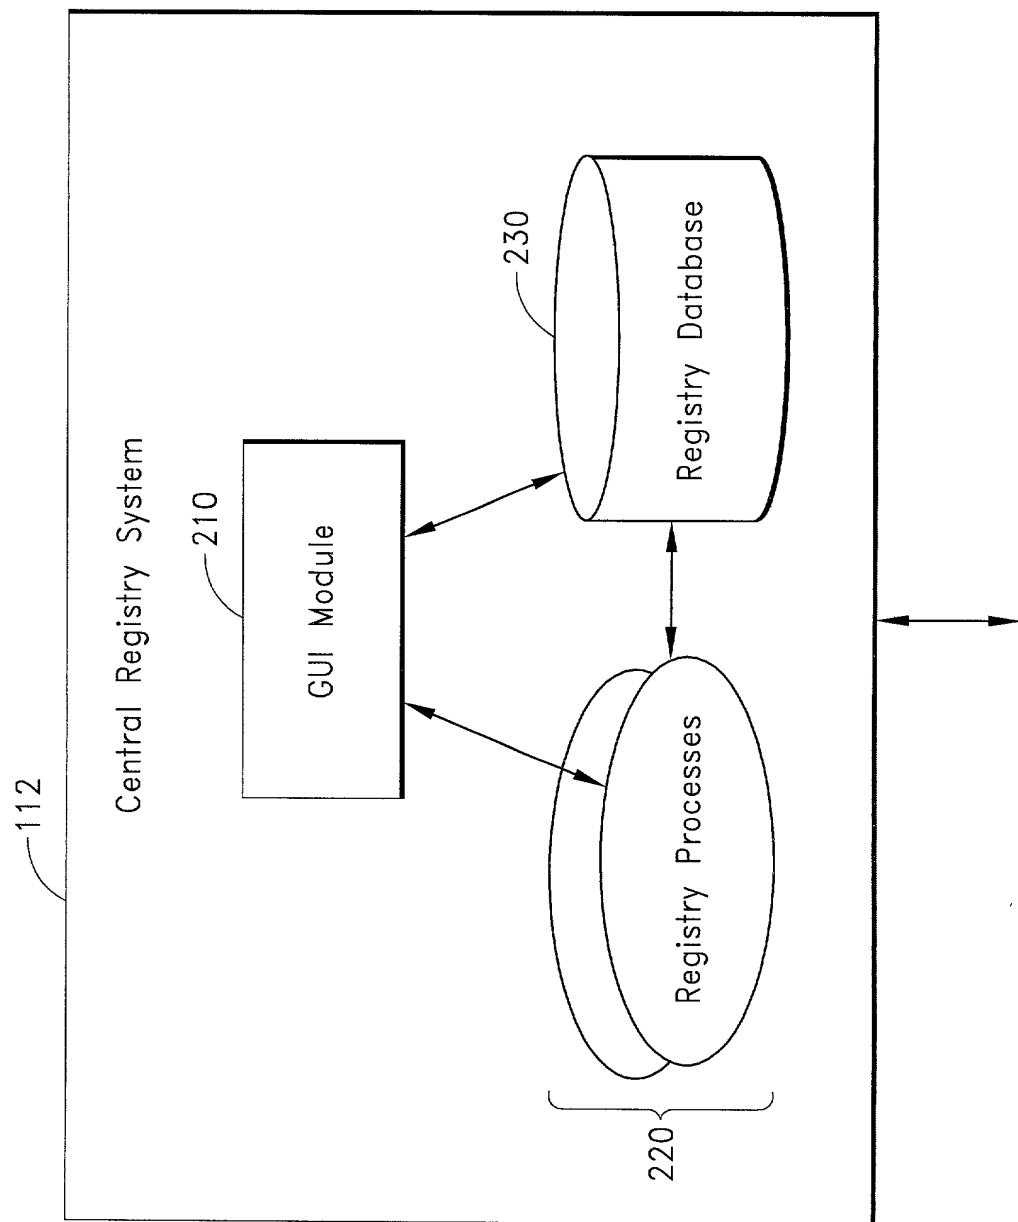 112
Central Registry System
210
GUI Module
230
Registry Processes
Registry Database
220